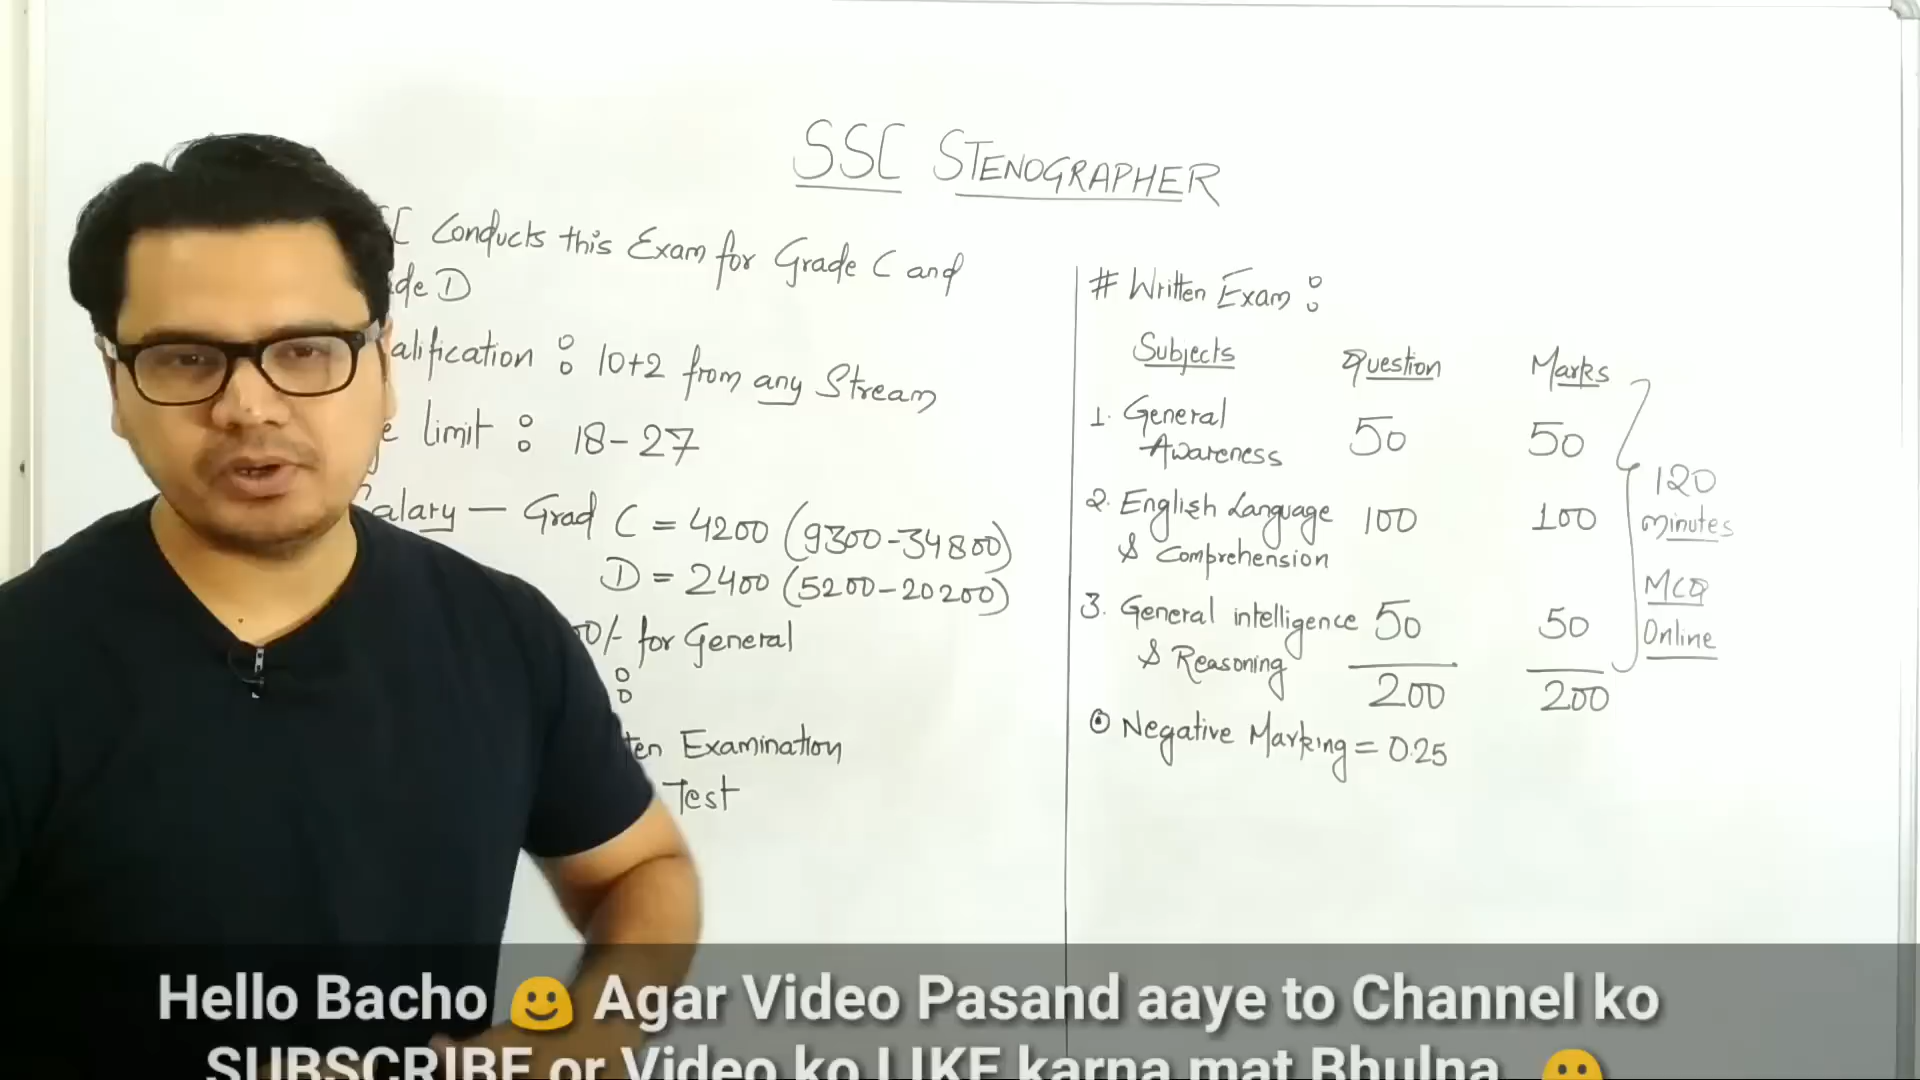 SSC STENOGRAPHER
Conducts this Exam for Grade C and
D
10+2 from any Stream
limit : 18-27
Grad C = 4200 (9300-34800)
D = 2400 (5200-20200)
for General
:
Examination
Test
# Written Exam :
Subjects Question Marks
1. General 50 50
Awareness
2. English Language 100 100
& Comprehension
3. General intelligence 50 50
& Reasoning
200 200
120
minutes
MCQ
Online
Negative Marking = 0.25
Hello Bacho 🙂 Agar Video Pasand aaye to Channel ko
SUBSCRIBE or Video ko LIKE karna mat Bhulna 🙂